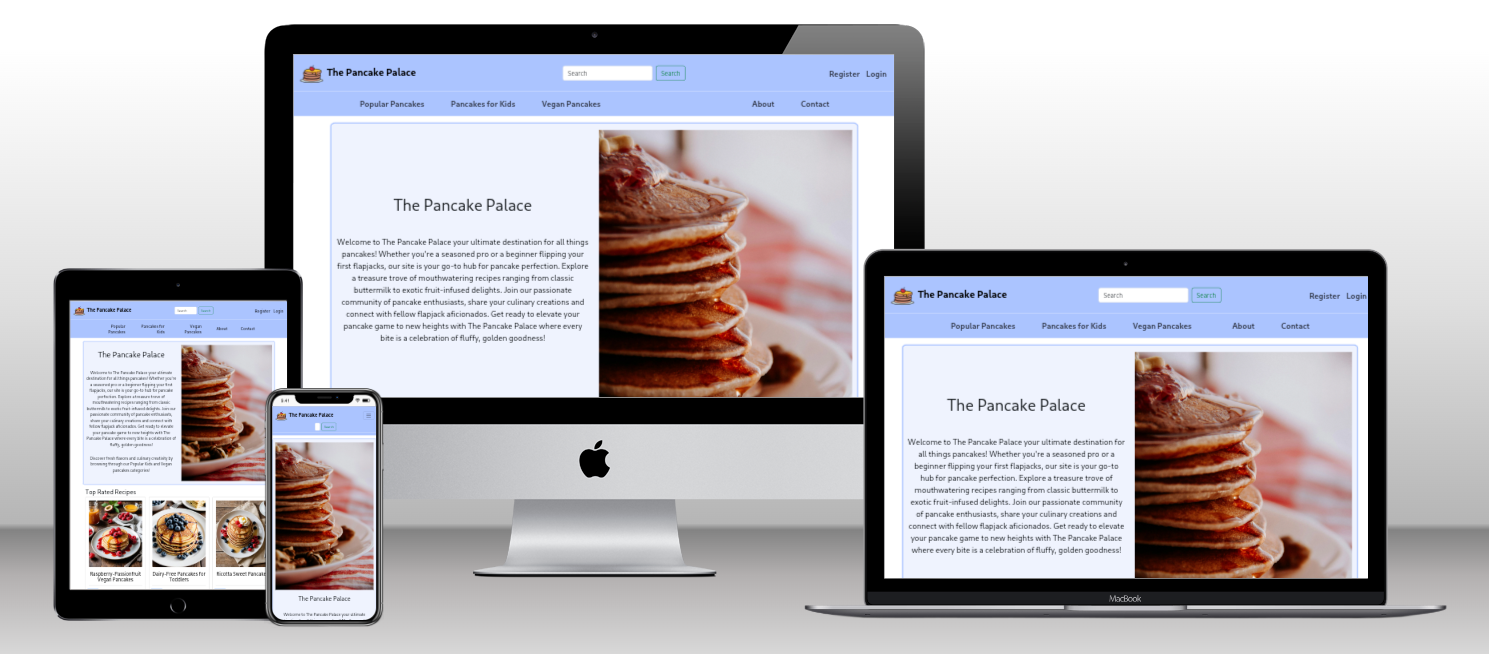 The Pancake Palace
Search
Search
Register Login
Popular Pancakes Pancakes for Kids Vegan Pancakes About Contact
The Pancake Palace
Welcome to The Pancake Palace your ultimate destination for all things
pancakes! Whether you're a seasoned pro or a beginner flipping your
first flapjacks, our site is your go-to hub for pancake perfection. Explore
a treasure trove of mouthwatering recipes ranging from classic
buttermilk to exotic fruit-infused delights. Join our passionate
community of pancake enthusiasts, share your culinary creations and
connect with fellow flapjack aficionados. Get ready to elevate your
pancake game to new heights with The Pancake Palace where every
bite is a celebration of fluffy, golden goodness!
The Pancake Palace
Search
Search
Register Login
Popular Pancakes Pancakes for Kids Vegan Pancakes About Contact
The Pancake Palace
Welcome to The Pancake Palace your ultimate destination for
all things pancakes! Whether you're a seasoned pro or a
beginner flipping your first flapjacks, our site is your go-to
hub for pancake perfection. Explore a treasure trove of
mouthwatering recipes ranging from classic buttermilk to
exotic fruit-infused delights. Join our passionate community
of pancake enthusiasts, share your culinary creations and
connect with fellow flapjack aficionados. Get ready to elevate
your pancake game to new heights with The Pancake Palace
where every bite is a celebration of fluffy, golden goodness!
MacBook
The Pancake Palace
Search
Search
Register Login
Popular Pancakes for Vegan About Contact
Pancakes Kids Pancakes
The Pancake Palace
Welcome to The Pancake Palace your ultimate
destination for all things pancakes! Whether you're
a seasoned pro or a beginner flipping your first
flapjacks, our site is your go-to hub for pancake
perfection. Explore a treasure trove of
mouthwatering recipes ranging from classic
buttermilk to exotic fruit-infused delights. Join our
passionate community of pancake enthusiasts,
share your culinary creations and connect with
fellow flapjack aficionados. Get ready to elevate
your pancake game to new heights with The
Pancake Palace where every bite is a celebration of
fluffy, golden goodness!
Discover fresh flavors and culinary creativity by
browsing through our Popular Kids and Vegan
pancakes categories!
Top Rated Recipes
Raspberry-Passionfruit
Vegan Pancakes
Dairy-Free Pancakes For
Toddlers
Ricotta Sweet Pancake
9:41
The Pancake Palace
Search
The Pancake Palace
Welcome to The Pancake Palace your ultimate